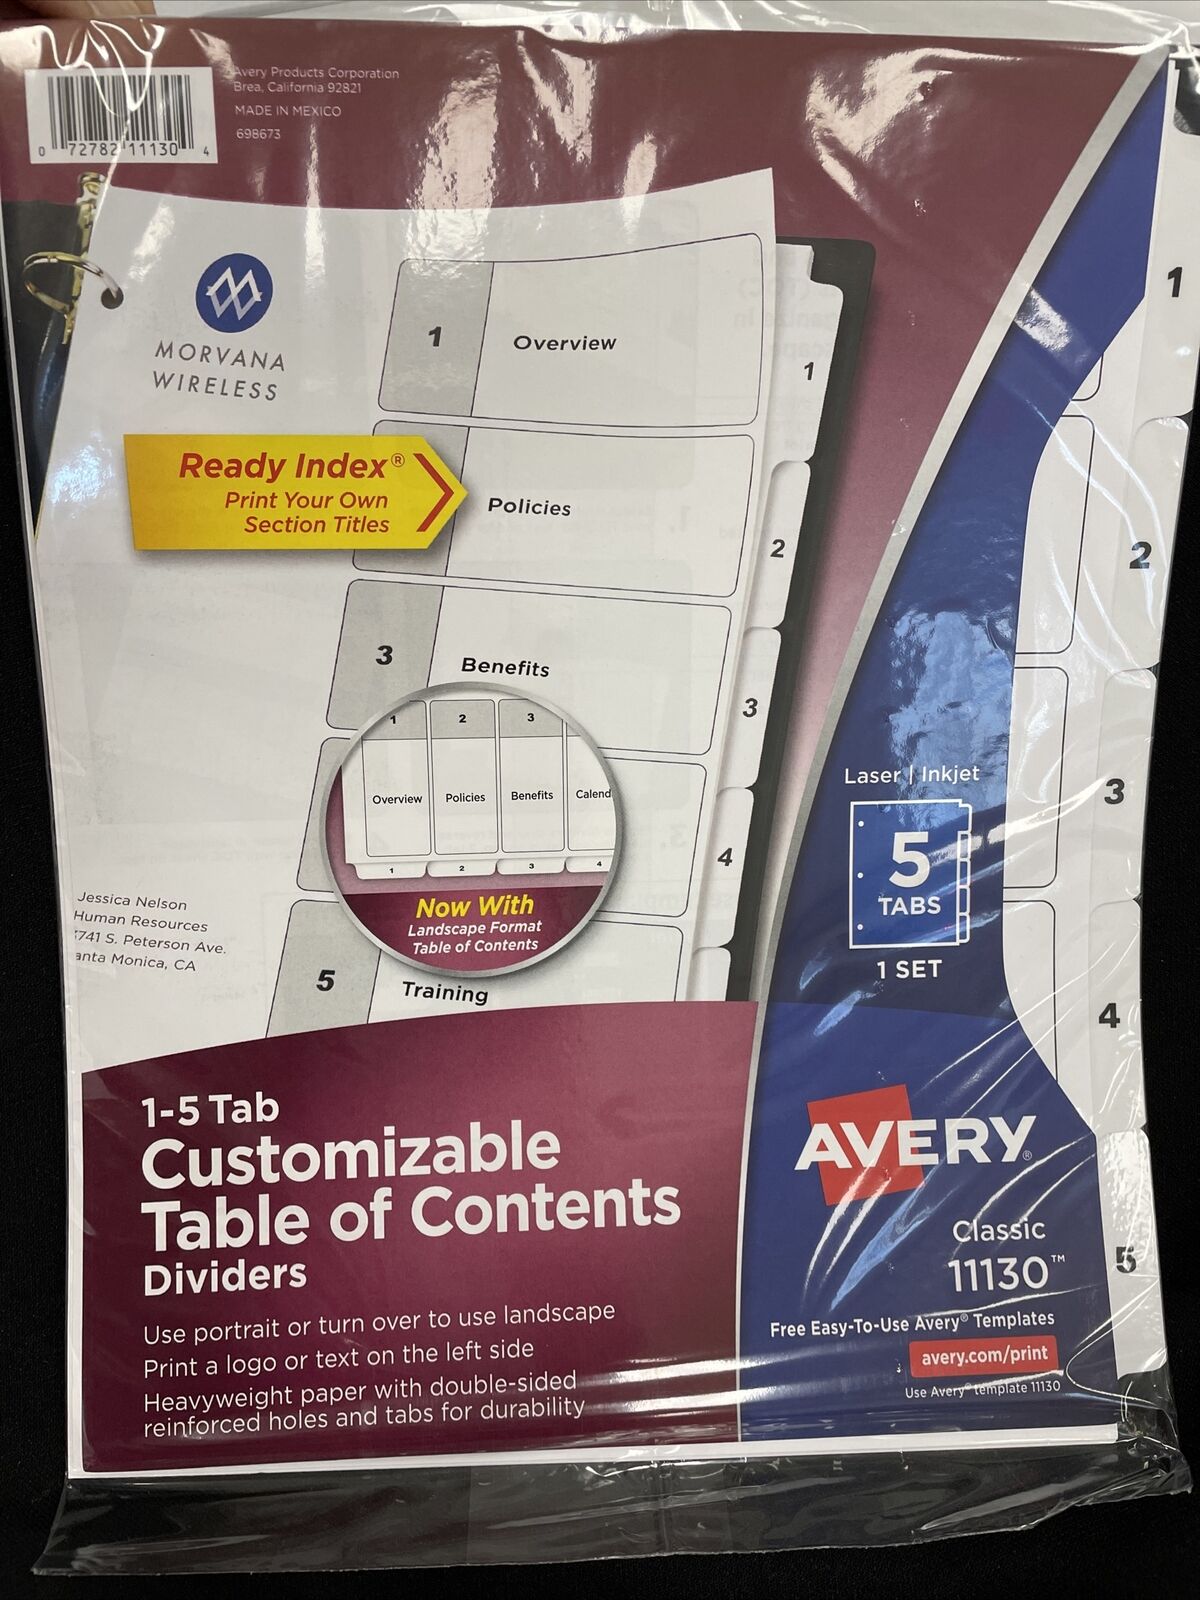 Avery Products Corporation
Brea, California 92821
MADE IN MEXICO
698673
0 72782 11130 4
MORVANA
WIRELESS
1 Overview
Policies
3 Benefits
5 Training
Ready Index®
Print Your Own
Section Titles
1
2
3
4
1 2 3
Overview Policies Benefits Calend
1 2 3 4
Now With
Landscape Format
Table of Contents
Jessica Nelson
Human Resources
741 S. Peterson Ave.
anta Monica, CA
Laser | Inkjet
5
TABS
1 SET
1
2
3
4
5
1-5 Tab
Customizable
Table of Contents
Dividers
Use portrait or turn over to use landscape
Print a logo or text on the left side
Heavyweight paper with double-sided
reinforced holes and tabs for durability
AVERY®
Classic
11130™
Free Easy-To-Use Avery® Templates
avery.com/print
Use Avery® template 11130